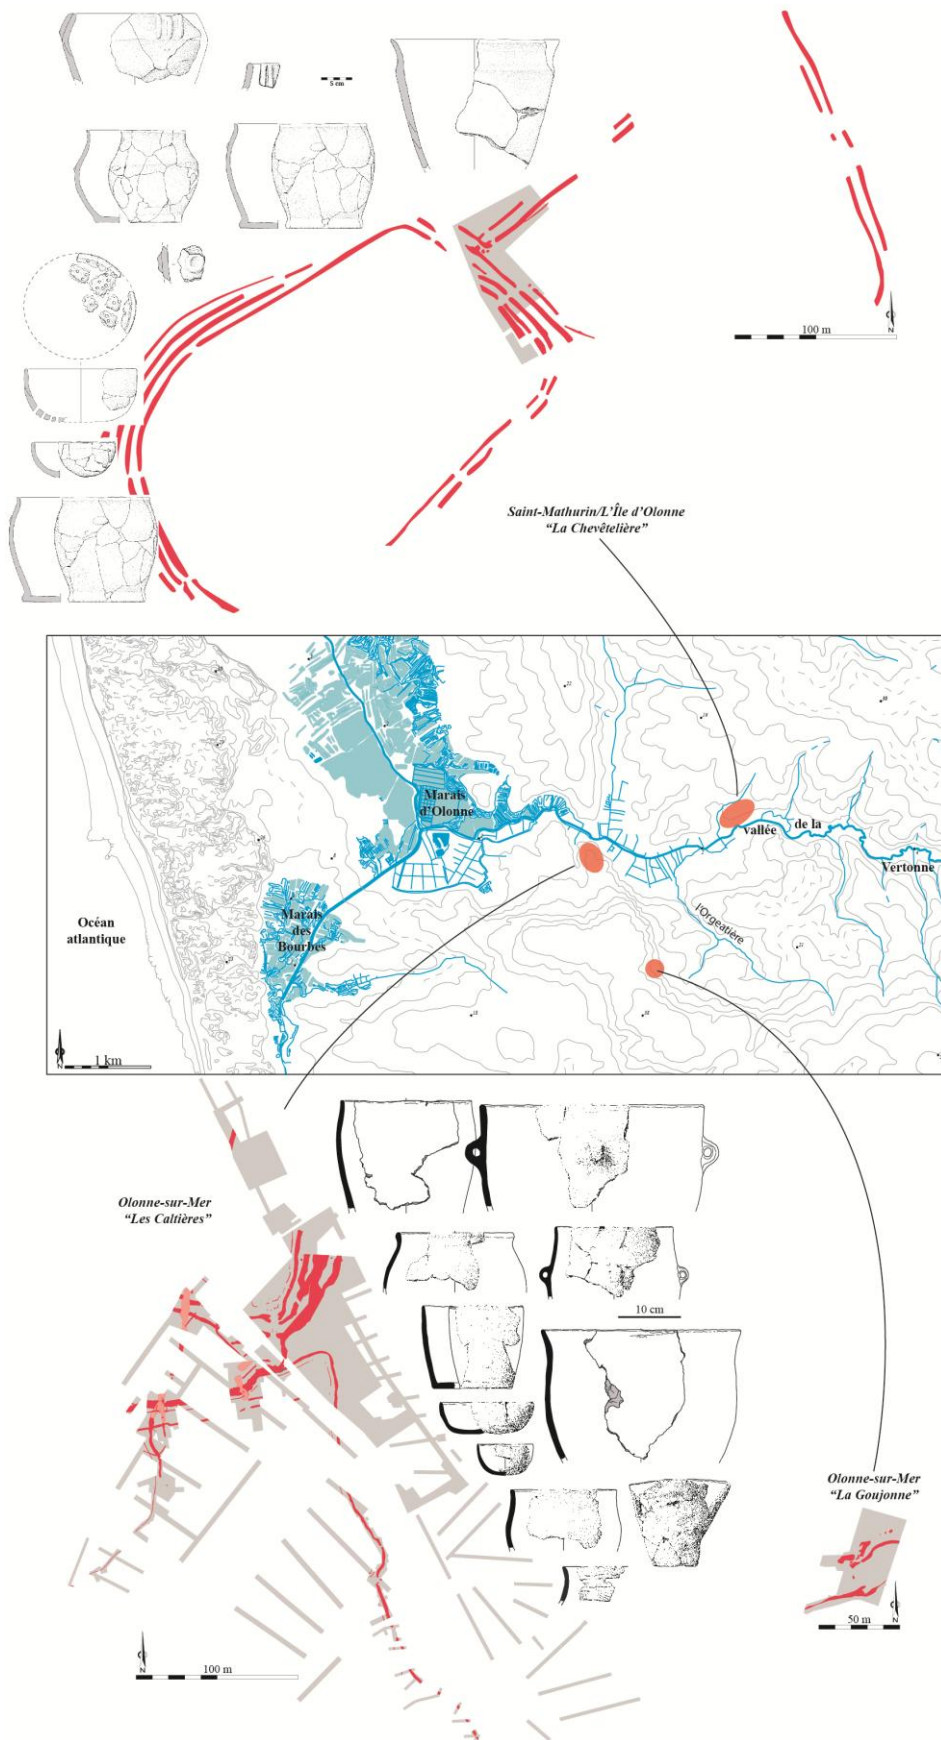 5 cm
100 m
N
Saint-Mathurin/L'Île d'Olonne
"La Chevêtelière"
Marais
d'Olonne
vallée
de la
Vertonne
Marais
des
Bourbes
l'Orgeatière
Océan
atlantique
N
1 km
Olonne-sur-Mer
"Les Caltières"
10 cm
Olonne-sur-Mer
"La Goujonne"
N
50 m
N
100 m